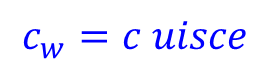 c_w = c uisce